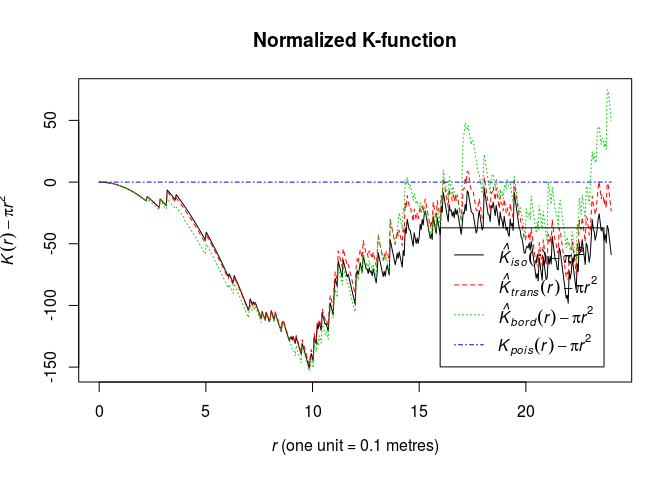 Normalized K-function
K(r) − πr²
50
0
-50
-100
-150
0 5 10 15 20
r (one unit = 0.1 metres)
K̂iso(r) − πr²
K̂trans(r) − πr²
K̂bord(r) − πr²
Kpois(r) − πr²